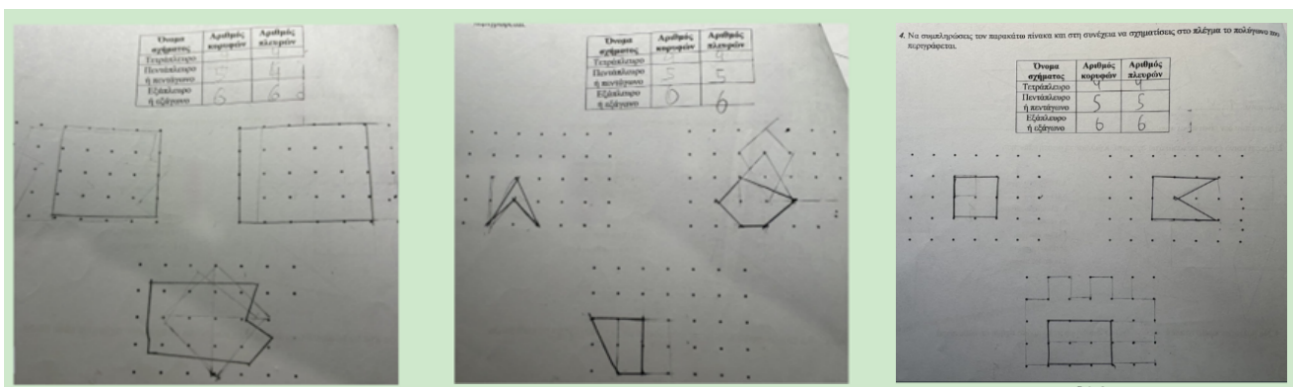 Όνομα σχήματος Αριθμός κορυφών Αριθμός πλευρών
Τετράπλευρο 4
Πεντάπλευρο ή πεντάγωνο 5 4
Εξάπλευρο ή εξάγωνο 6 6
Όνομα σχήματος Αριθμός κορυφών Αριθμός πλευρών
Τετράπλευρο 4
Πεντάπλευρο ή πεντάγωνο 5 5
Εξάπλευρο ή εξάγωνο 0 6
4. Να συμπληρώσεις τον παρακάτω πίνακα και στη συνέχεια να σχηματίσεις στο πλέγμα το πολύγωνο που
περιγράφεται.
Όνομα σχήματος Αριθμός κορυφών Αριθμός πλευρών
Τετράπλευρο 4 4
Πεντάπλευρο ή πεντάγωνο 5 5
Εξάπλευρο ή εξάγωνο 6 6